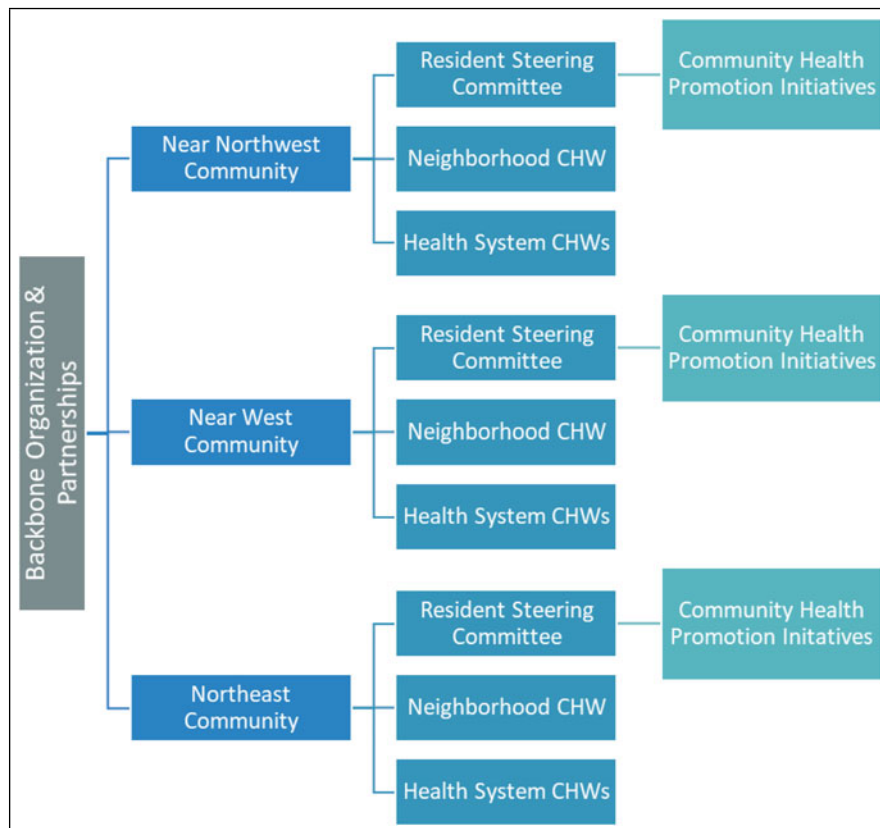 Backbone Organization &
Partnerships
Near Northwest
Community
Resident Steering
Committee
Community Health
Promotion Initiatives
Neighborhood CHW
Health System CHWs
Near West
Community
Resident Steering
Committee
Community Health
Promotion Initiatives
Neighborhood CHW
Health System CHWs
Northeast
Community
Resident Steering
Committee
Community Health
Promotion Initatives
Neighborhood CHW
Health System CHWs